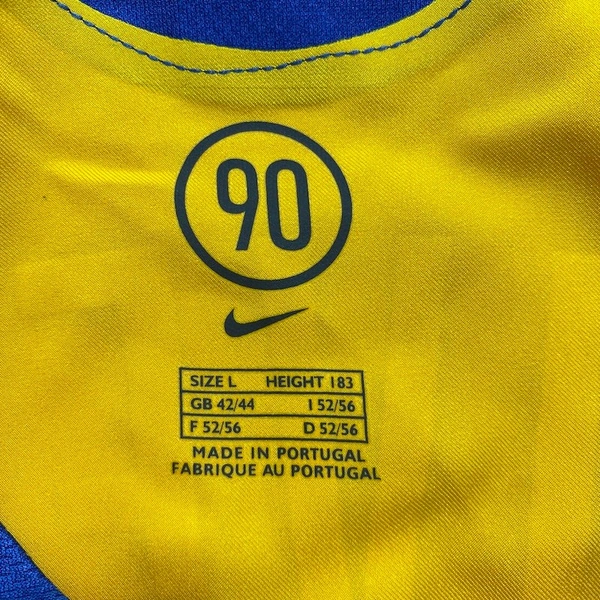 90
SIZE L HEIGHT 183
GB 42/44 I 52/56
F 52/56 D 52/56
MADE IN PORTUGAL
FABRIQUE AU PORTUGAL